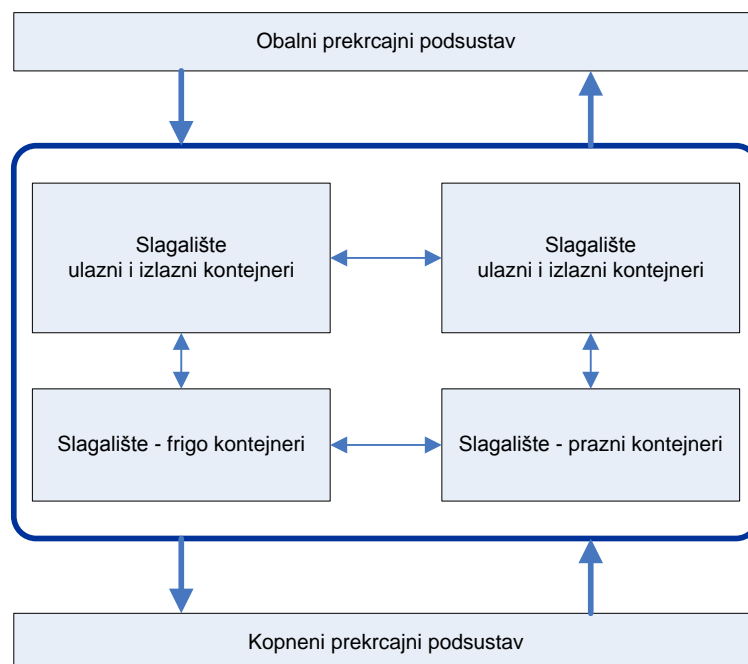 Obalni prekrcajni podsustav
Slagalište
ulazni i izlazni kontejneri
Slagalište
ulazni i izlazni kontejneri
Slagalište - frigo kontejneri
Slagalište - prazni kontejneri
Kopneni prekrcajni podsustav